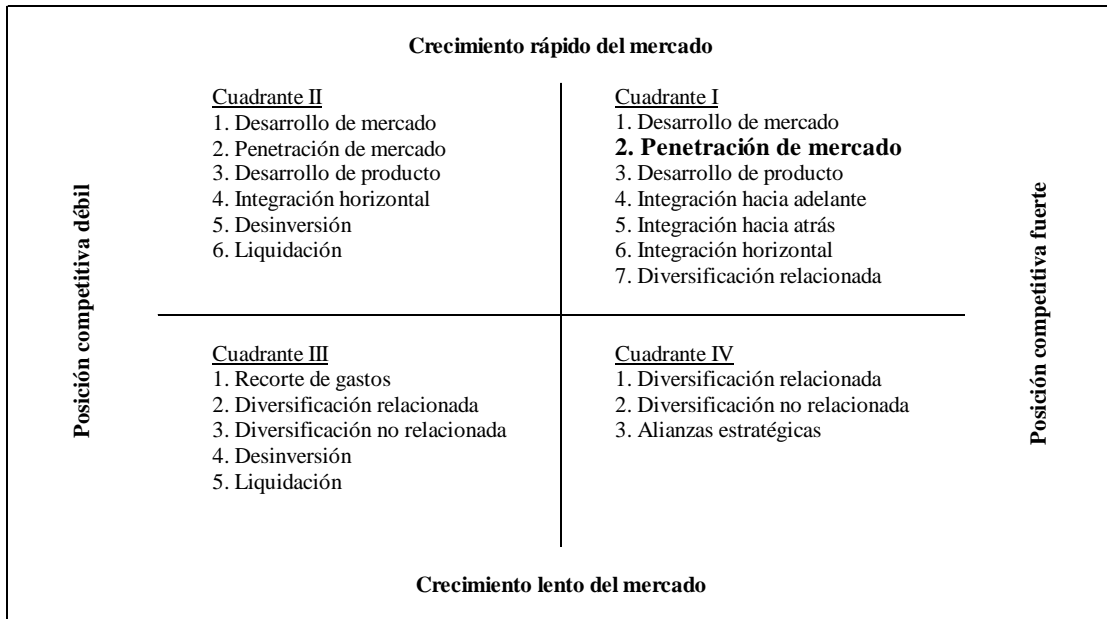 Crecimiento rápido del mercado
Posición competitiva débil
Cuadrante II
1. Desarrollo de mercado
2. Penetración de mercado
3. Desarrollo de producto
4. Integración horizontal
5. Desinversión
6. Liquidación
Cuadrante I
1. Desarrollo de mercado
2. Penetración de mercado
3. Desarrollo de producto
4. Integración hacia adelante
5. Integración hacia atrás
6. Integración horizontal
7. Diversificación relacionada
Posición competitiva fuerte
Cuadrante III
1. Recorte de gastos
2. Diversificación relacionada
3. Diversificación no relacionada
4. Desinversión
5. Liquidación
Cuadrante IV
1. Diversificación relacionada
2. Diversificación no relacionada
3. Alianzas estratégicas
Crecimiento lento del mercado